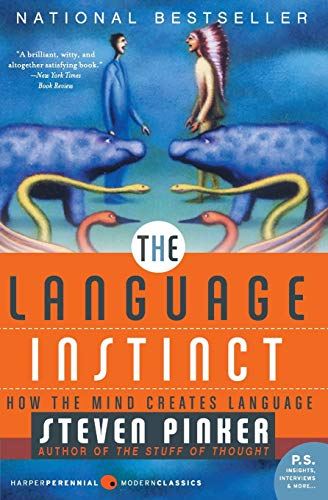 NATIONAL BESTSELLER
"A brilliant, witty, and
altogether satisfying book."
—New York Times
Book Review
THE
LANGUAGE
INSTINCT
HOW THE MIND CREATES LANGUAGE
STEVEN PINKER
AUTHOR OF THE STUFF OF THOUGHT
HARPERPERENNIAL MODERNCLASSICS
P.S.
INSIGHTS,
INTERVIEWS
& MORE...